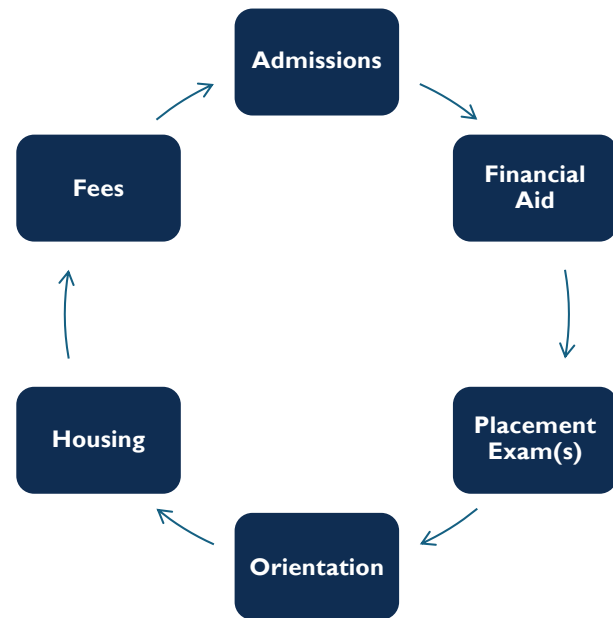 Admissions
Financial
Aid
Placement
Exam(s)
Orientation
Housing
Fees